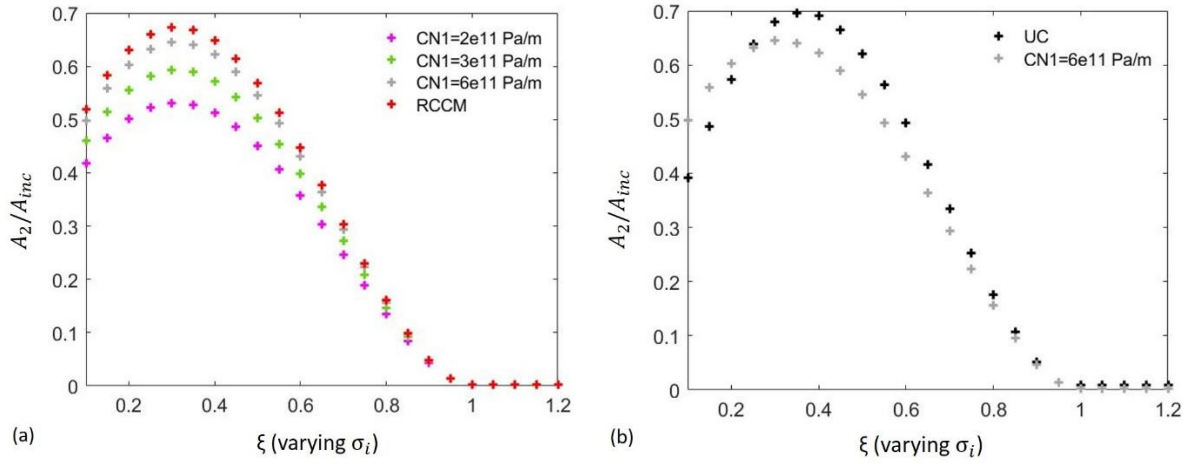 0.7
0.6
0.5
0.4
0.3
0.2
0.1
0
A₂/A_inc
CN1=2e11 Pa/m
CN1=3e11 Pa/m
CN1=6e11 Pa/m
RCCM
0.2 0.4 0.6 0.8 1 1.2
(a)
ξ (varying σᵢ)
0.7
0.6
0.5
0.4
0.3
0.2
0.1
0
A₂/A_inc
UC
CN1=6e11 Pa/m
0.2 0.4 0.6 0.8 1 1.2
(b)
ξ (varying σᵢ)